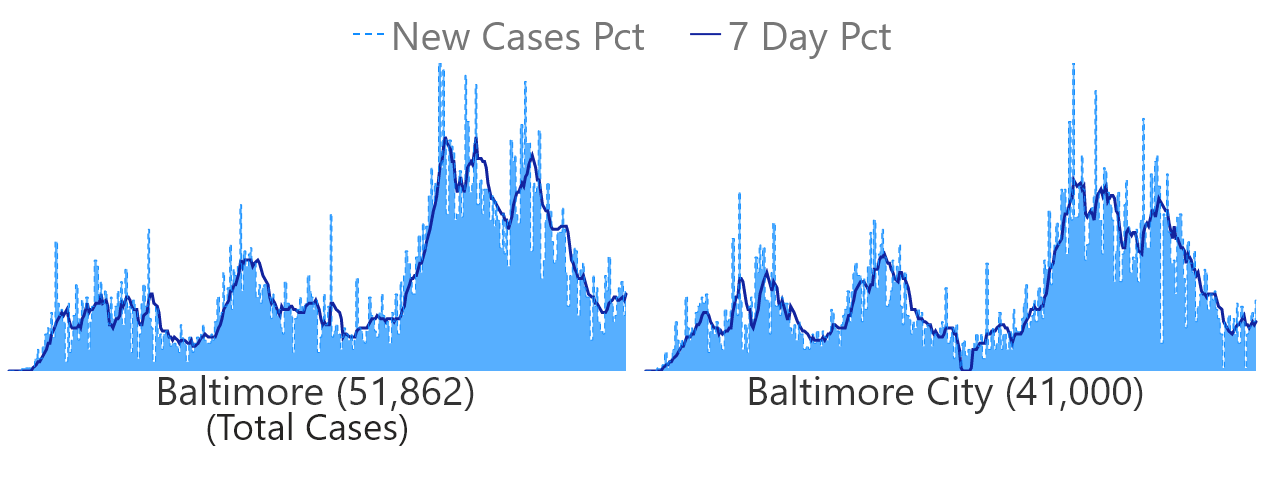 New Cases Pct 7 Day Pct
Baltimore (51,862)
(Total Cases)
Baltimore City (41,000)